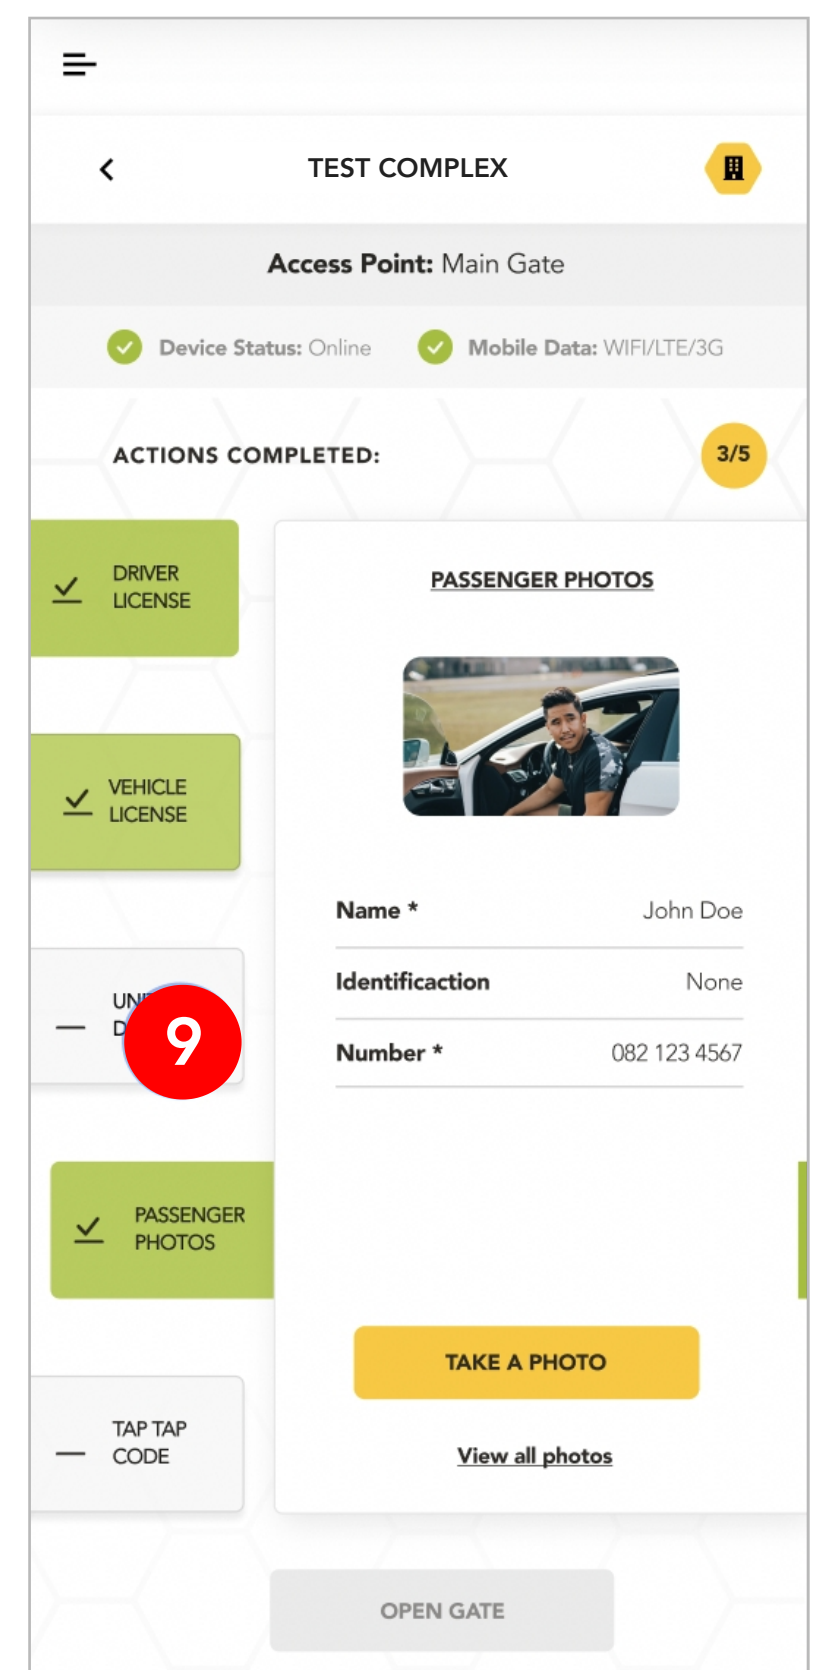 TEST COMPLEX
Access Point: Main Gate
Device Status: Online
Mobile Data: WIFI/LTE/3G
ACTIONS COMPLETED:
3/5
DRIVER
LICENSE
VEHICLE
LICENSE
9
PASSENGER
PHOTOS
TAP TAP
CODE
PASSENGER PHOTOS
Name * John Doe
Identificaction None
Number * 082 123 4567
TAKE A PHOTO
View all photos
OPEN GATE